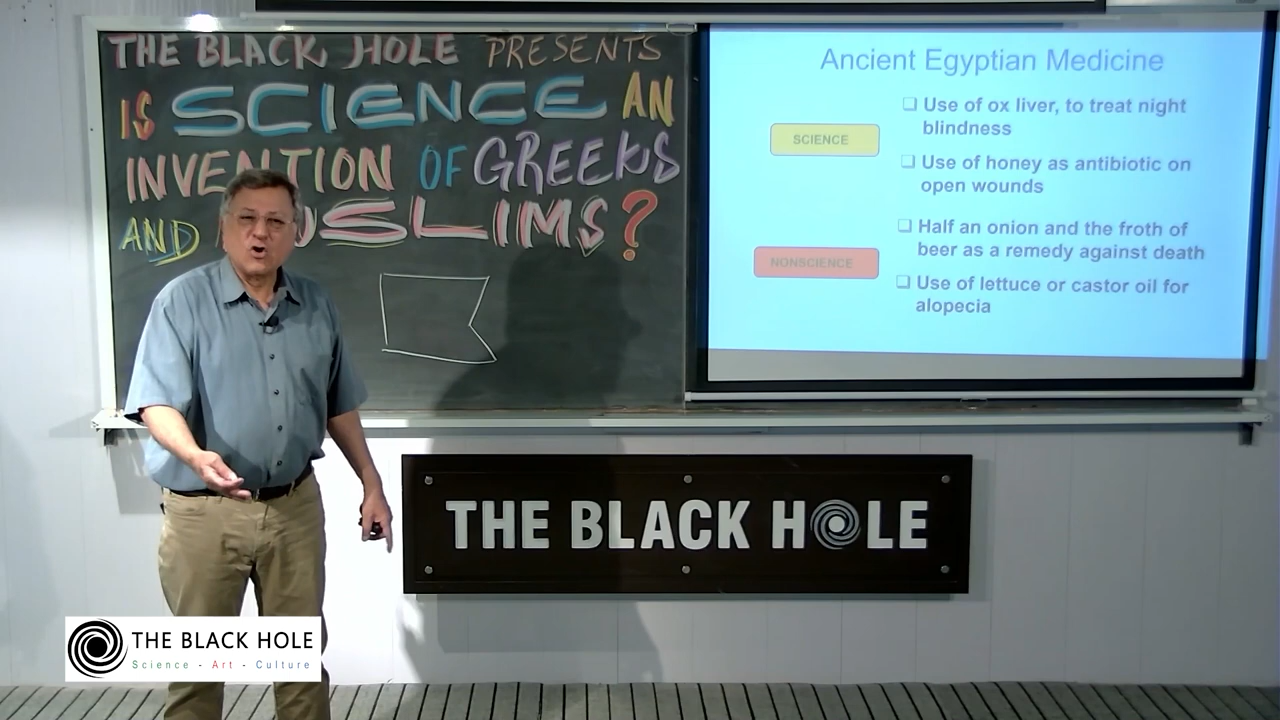 THE BLACK HOLE PRESENTS
IS SCIENCE AN
INVENTION OF GREEKS
AND USLIMS?
Ancient Egyptian Medicine
SCIENCE
❑ Use of ox liver, to treat night
blindness
❑ Use of honey as antibiotic on
open wounds
NONSCIENCE
❑ Half an onion and the froth of
beer as a remedy against death
❑ Use of lettuce or castor oil for
alopecia
THE BLACK HOLE
THE BLACK HOLE
Science - Art - Culture